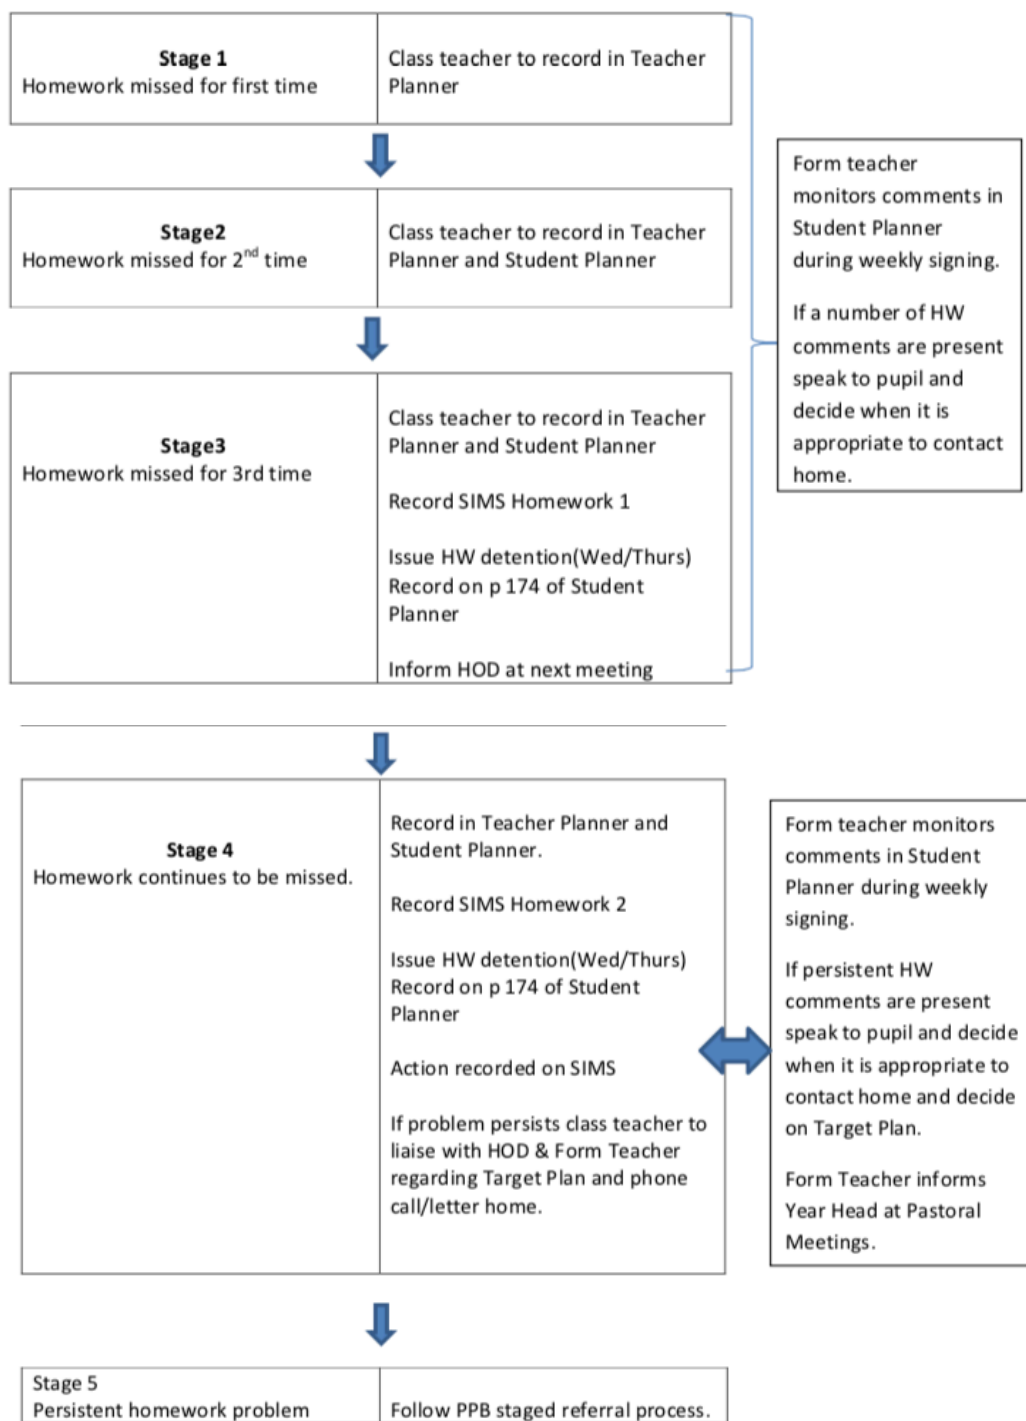 Stage 1
Homework missed for first time
Class teacher to record in Teacher
Planner
Stage2
Homework missed for 2nd time
Class teacher to record in Teacher
Planner and Student Planner
Stage3
Homework missed for 3rd time
Class teacher to record in Teacher
Planner and Student Planner
Record SIMS Homework 1
Issue HW detention(Wed/Thurs)
Record on p 174 of Student
Planner
Inform HOD at next meeting
Form teacher
monitors comments in
Student Planner
during weekly signing.
If a number of HW
comments are present
speak to pupil and
decide when it is
appropriate to contact
home.
Stage 4
Homework continues to be missed.
Record in Teacher Planner and
Student Planner.
Record SIMS Homework 2
Issue HW detention(Wed/Thurs)
Record on p 174 of Student
Planner
Action recorded on SIMS
If problem persists class teacher to
liaise with HOD & Form Teacher
regarding Target Plan and phone
call/letter home.
Form teacher monitors
comments in Student
Planner during weekly
signing.
If persistent HW
comments are present
speak to pupil and decide
when it is appropriate to
contact home and decide
on Target Plan.
Form Teacher informs
Year Head at Pastoral
Meetings.
Stage 5
Persistent homework problem
Follow PPB staged referral process.